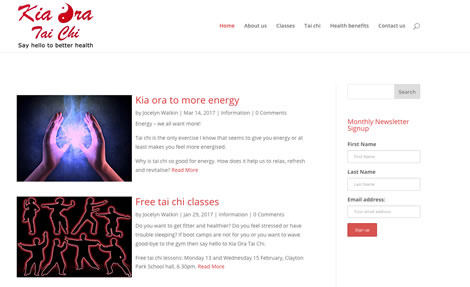 Kia Ora
Tai Chi
Say hello to better health
Home About us Classes Tai chi Health benefits Contact us
Kia ora to more energy
by Jocelyn Watkin | Mar 14, 2017 | Information | 0 Comments
Energy – we all want more!
Tai chi is the only exercise I know that seems to give you energy or at
least makes you feel more energised.
Why is tai chi so good for energy. How does it help us to relax, refresh
and revitalise? Read More
Free tai chi classes
by Jocelyn Watkin | Jan 29, 2017 | Information | 0 Comments
Do you want to get fitter and healthier? Do you feel stressed or have
trouble sleeping? If boot camps are not for you or you want to wave
good-bye to the gym then say hello to Kia Ora Tai Chi.
Free tai chi lessons: Monday 13 and Wednesday 15 February, Clayton
Park School hall, 6.30pm. Read More
Search
Monthly Newsletter
Signup
First Name
First Name
Last Name
Last Name
Email address:
Your email address
Sign up